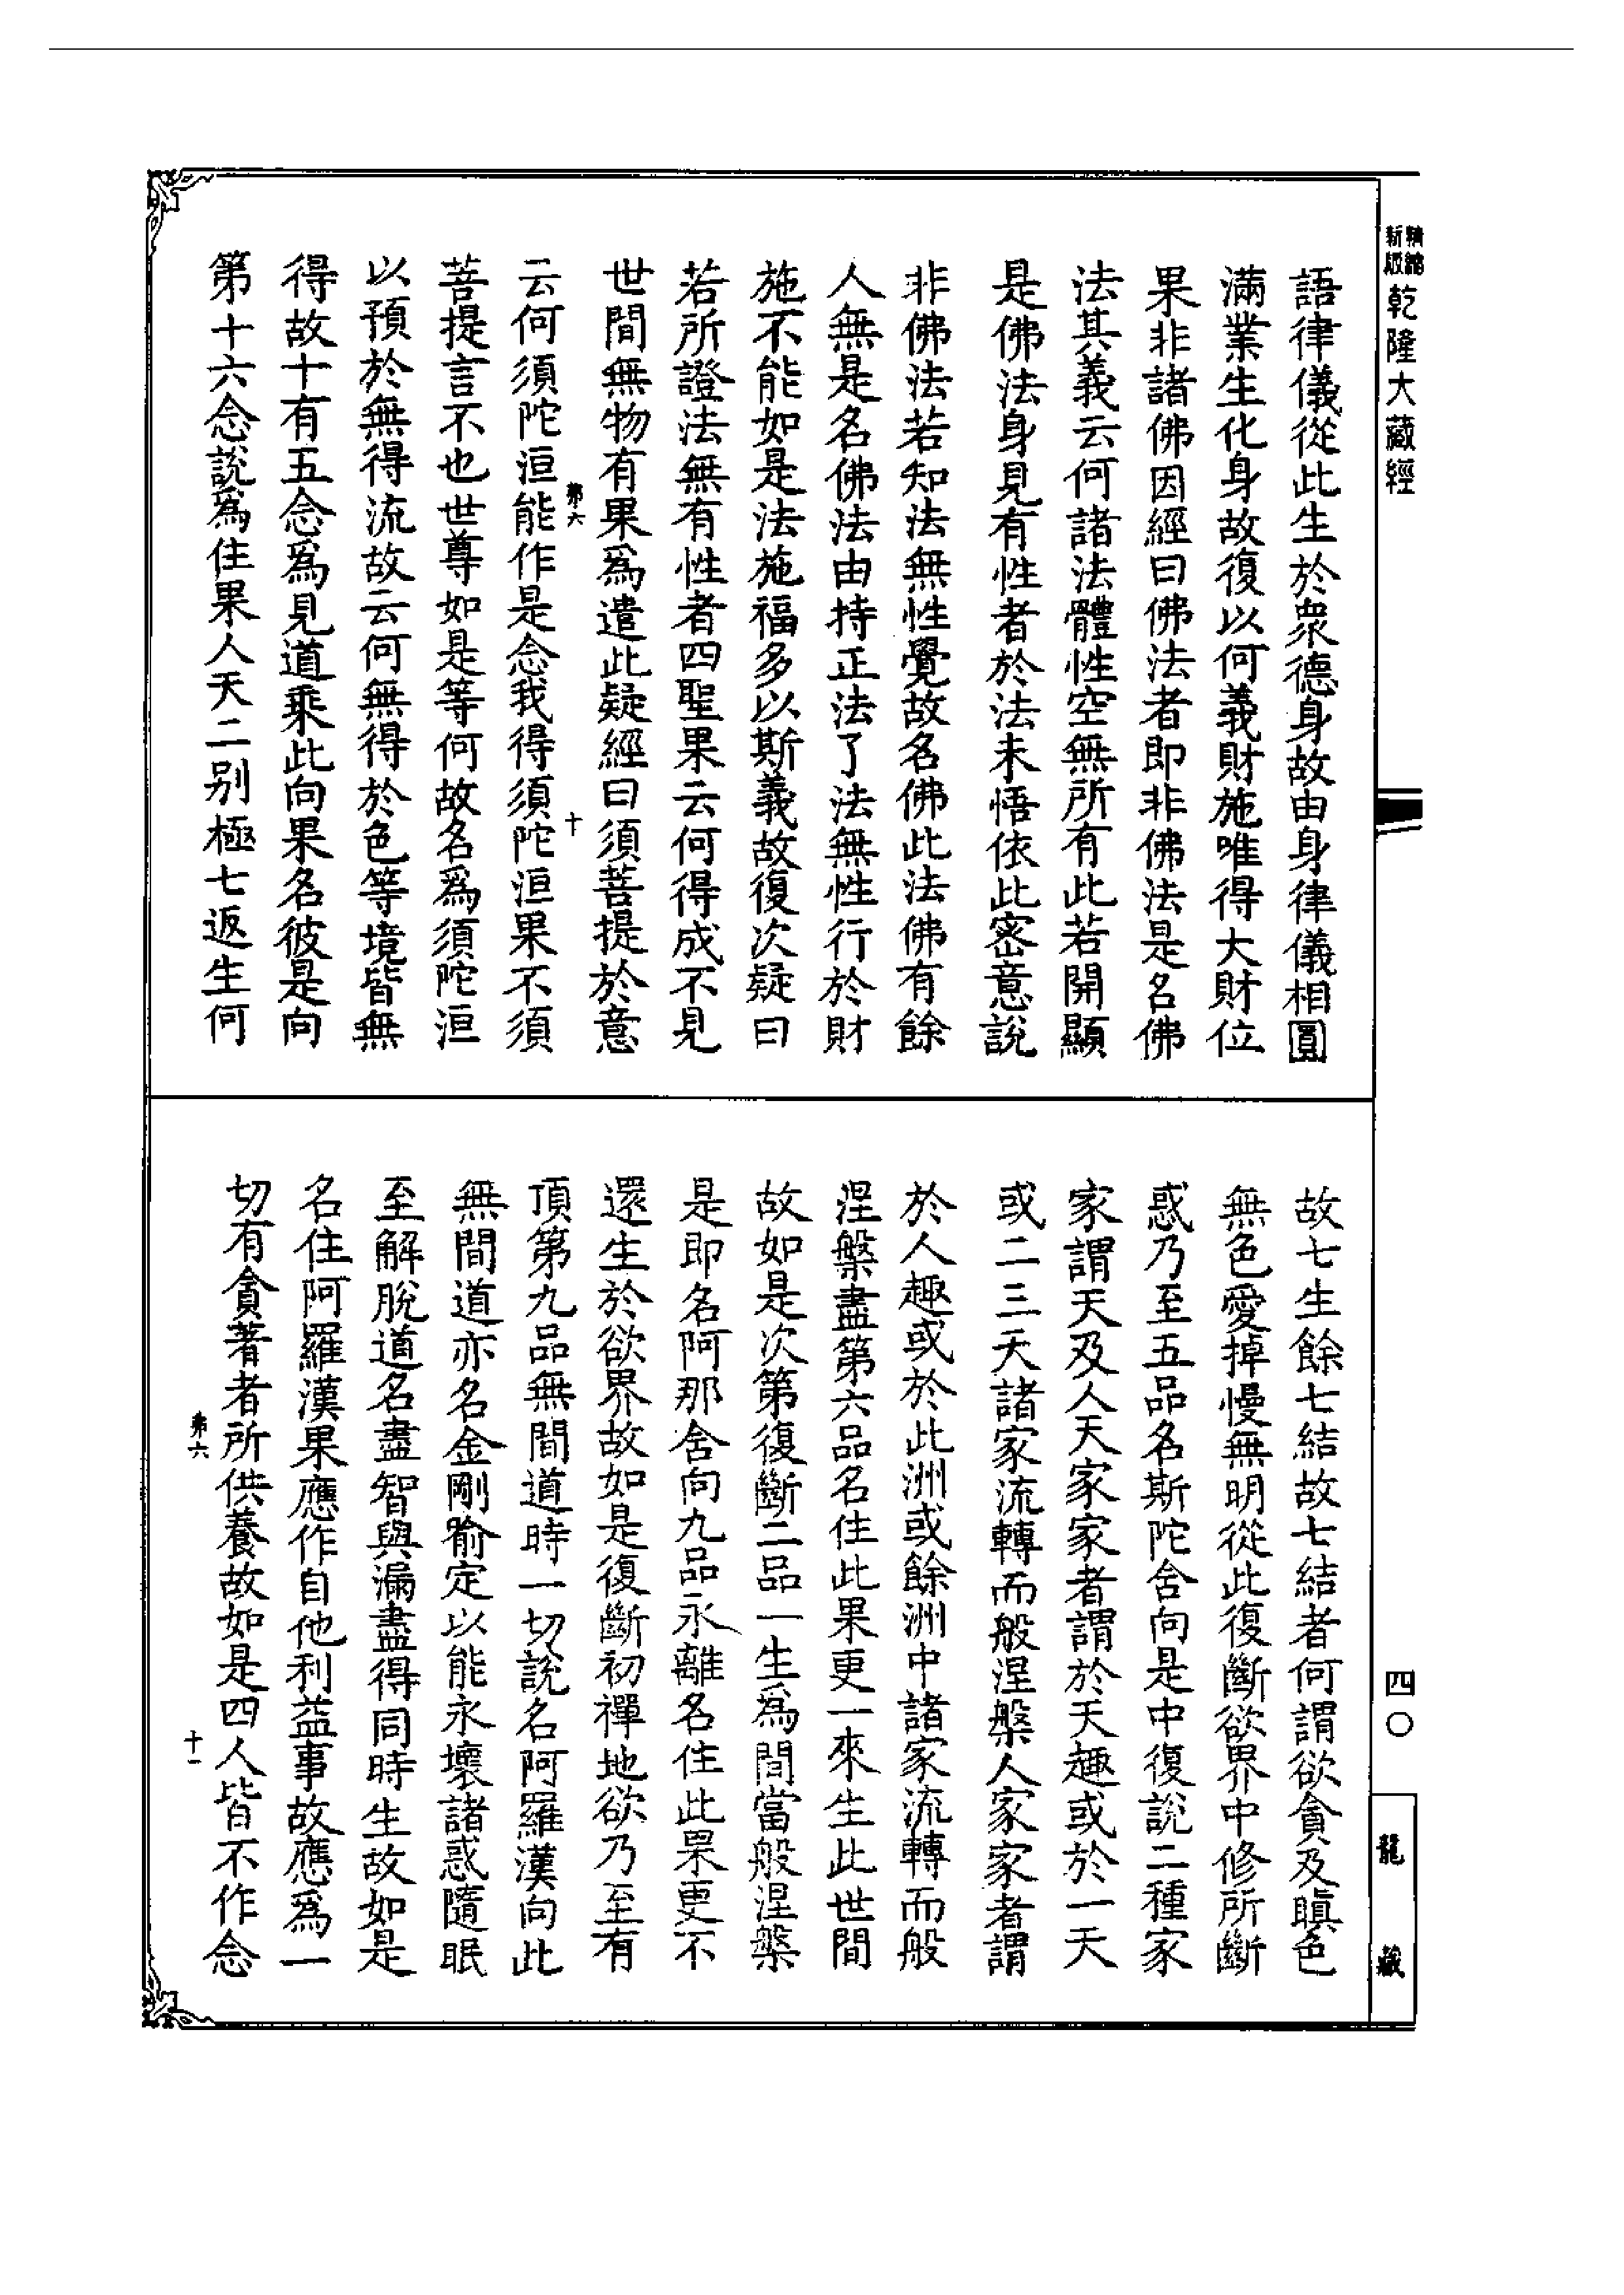 精縮新版乾隆大藏經
語律儀從此生於衆德身故由身律儀相圓
滿業生化身故復以何義財施唯得大財位
果非諸佛因經曰佛法者即非佛法是名佛
法其義云何諸法體性空無所有此若開顯
是佛法身見有性者於法未悟依此密意說
非佛法若知法無性覺故名佛此法佛有餘
人無是名佛法由持正法了法無性行於財
施不能如是法施福多以斯義故復次疑曰
若所證法無有性者四聖果云何得成不見
世間無物有果爲遣此疑經曰須菩提於意
第六
十
云何須陀洹能作是念我得須陀洹果不須
菩提言不也世尊如是等何故名爲須陀洹
以預於無得流故云何無得於色等境皆無
得故十有五念爲見道乘此向果名彼是向
第十六念說爲住果人天二别極七返生何
故七生餘七結故七結者何謂欲貪及瞋色
無色愛掉慢無明從此復斷欲界中修所斷
惑乃至五品名斯陀含向是中復說二種家
家謂天及人天家家者謂於天趣或於一天
或二三天諸家流轉而般涅槃人家家者謂
於人趣或於此洲或餘洲中諸家流轉而般
涅槃盡第六品名住此果更一來生此世間
故如是次第復斷二品一生爲間當般涅槃
是即名阿那含向九品永離名住此果更不
還生於欲界故如是復斷初禪地欲乃至有
頂第九品無間道時一切說名阿羅漢向此
無間道亦名金剛喻定以能永壞諸惑隨眠
至解脫道名盡智與漏盡得同時生故如是
名住阿羅漢果應作自他利益事故應爲一
切有貪著者所供養故如是四人皆不作念
第六
十一
四〇
龍藏